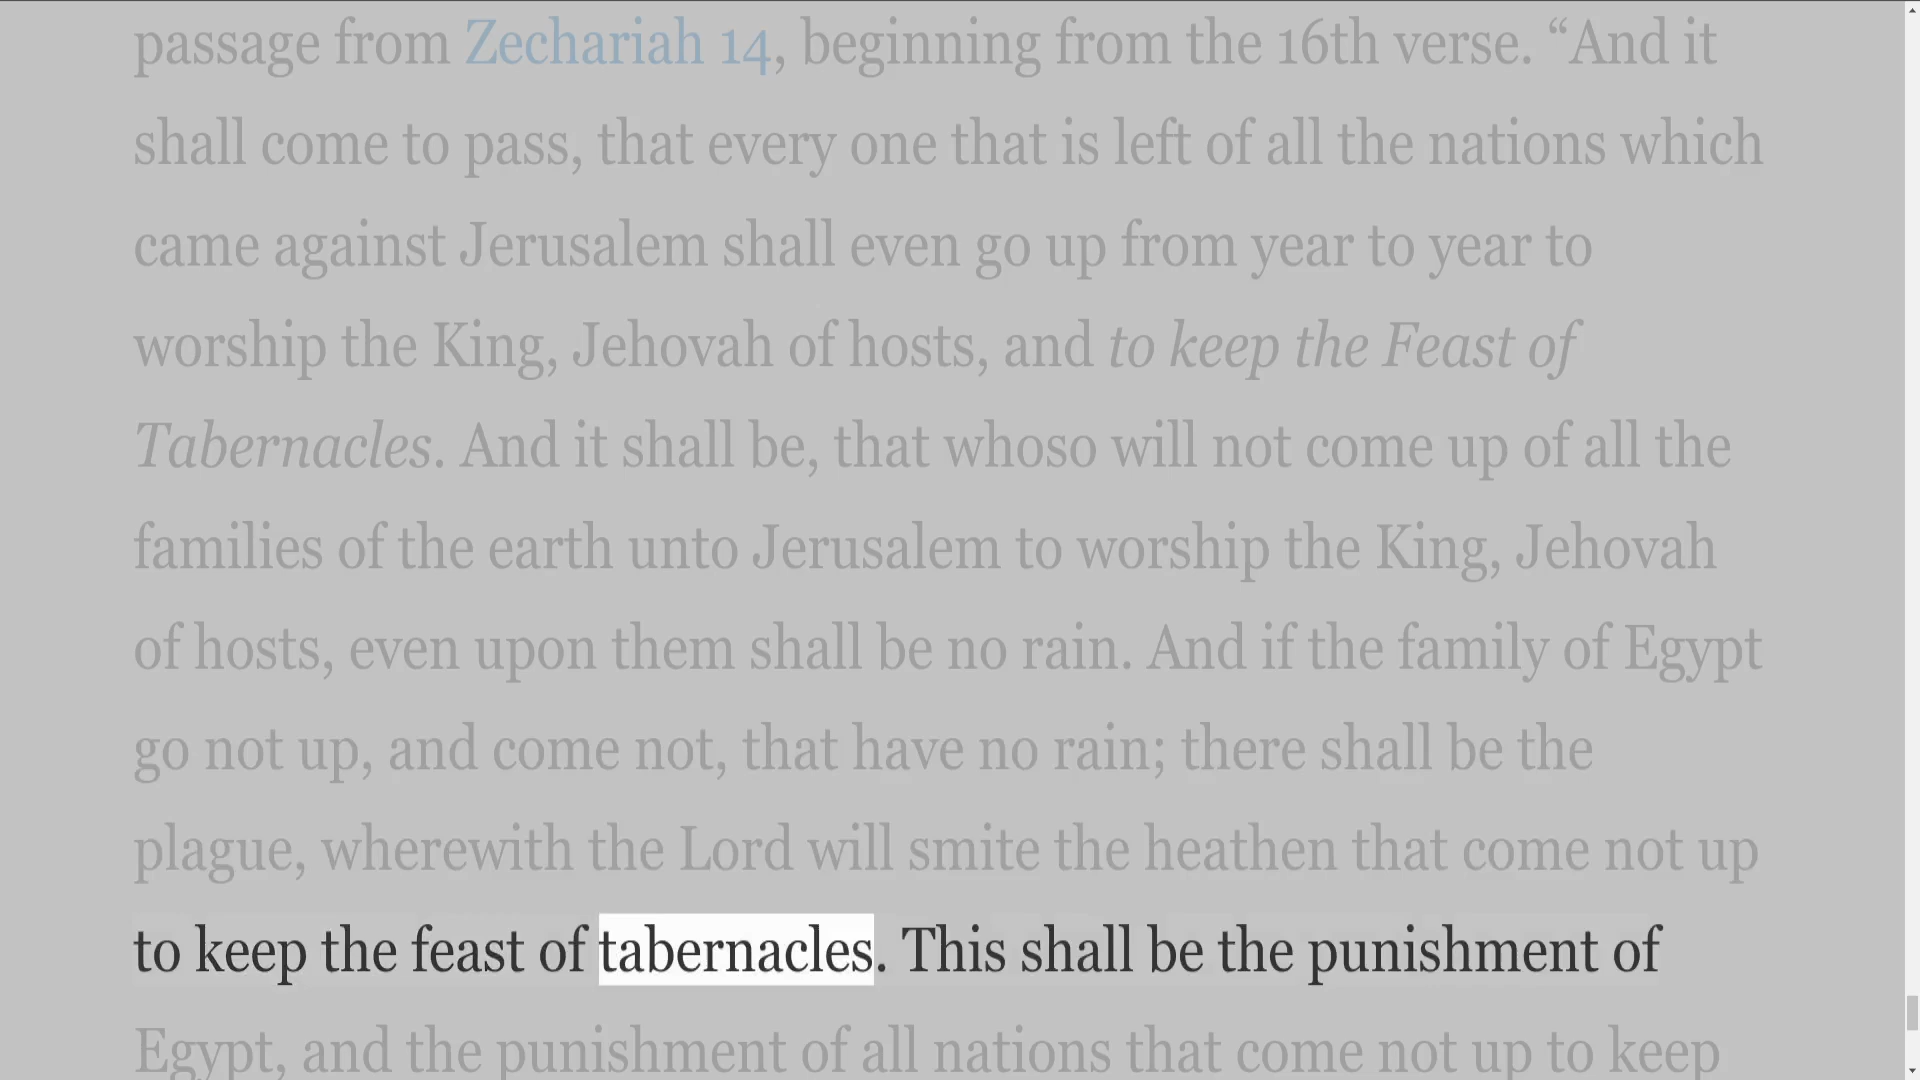 passage from Zechariah 14, beginning from the 16th verse. “And it
shall come to pass, that every one that is left of all the nations which
came against Jerusalem shall even go up from year to year to
worship the King, Jehovah of hosts, and to keep the Feast of
Tabernacles. And it shall be, that whoso will not come up of all the
families of the earth unto Jerusalem to worship the King, Jehovah
of hosts, even upon them shall be no rain. And if the family of Egypt
go not up, and come not, that have no rain; there shall be the
plague, wherewith the Lord will smite the heathen that come not up
to keep the feast of tabernacles. This shall be the punishment of
Egypt, and the punishment of all nations that come not up to keep